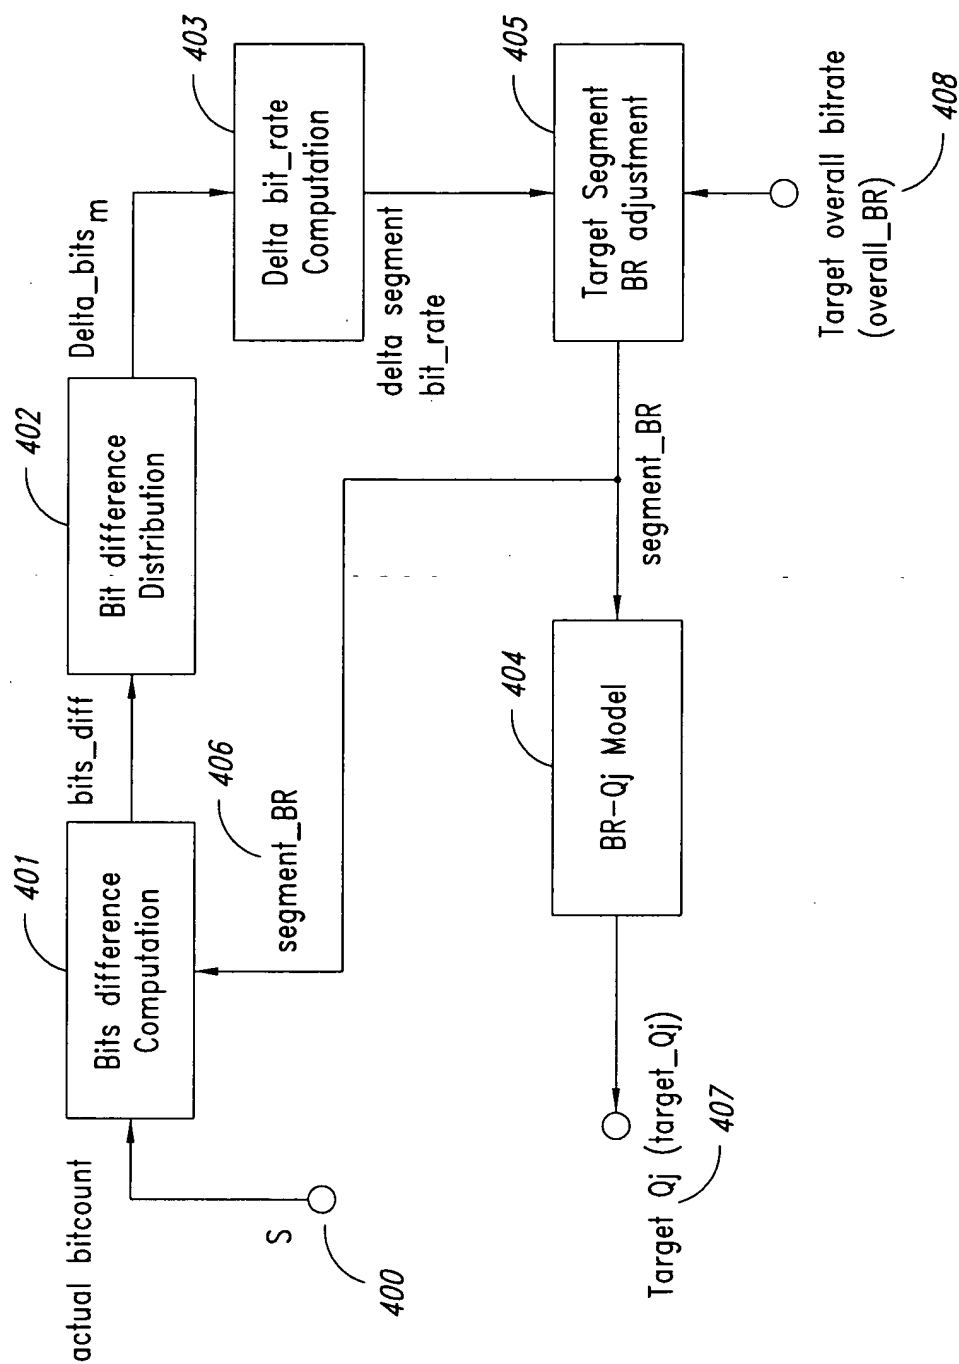 actual bitcount
S
400
401
Bits difference
Computation
bits_diff
402
Bit difference
Distribution
Delta_bitsm
403
Delta bit_rate
Computation
delta segment
bit_rate
406
segment_BR
405
Target Segment
BR adjustment
segment_BR
404
BR-Qj Model
Target Qj (target_Qj)
407
Target overall bitrate
(overall_BR)
408